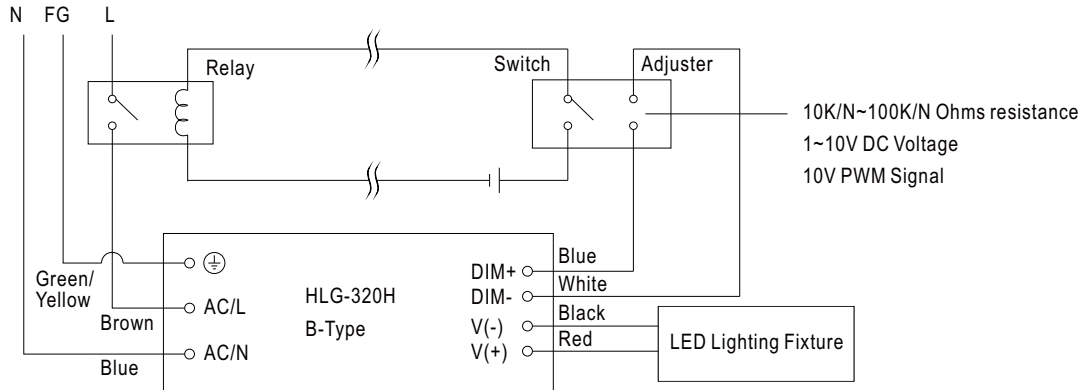 N FG L
Relay
Switch
Adjuster
10K/N~100K/N Ohms resistance
1~10V DC Voltage
10V PWM Signal
Green/
Yellow
Brown
Blue
AC/L
AC/N
HLG-320H
B-Type
DIM+
DIM-
V(-)
V(+)
Blue
White
Black
Red
LED Lighting Fixture